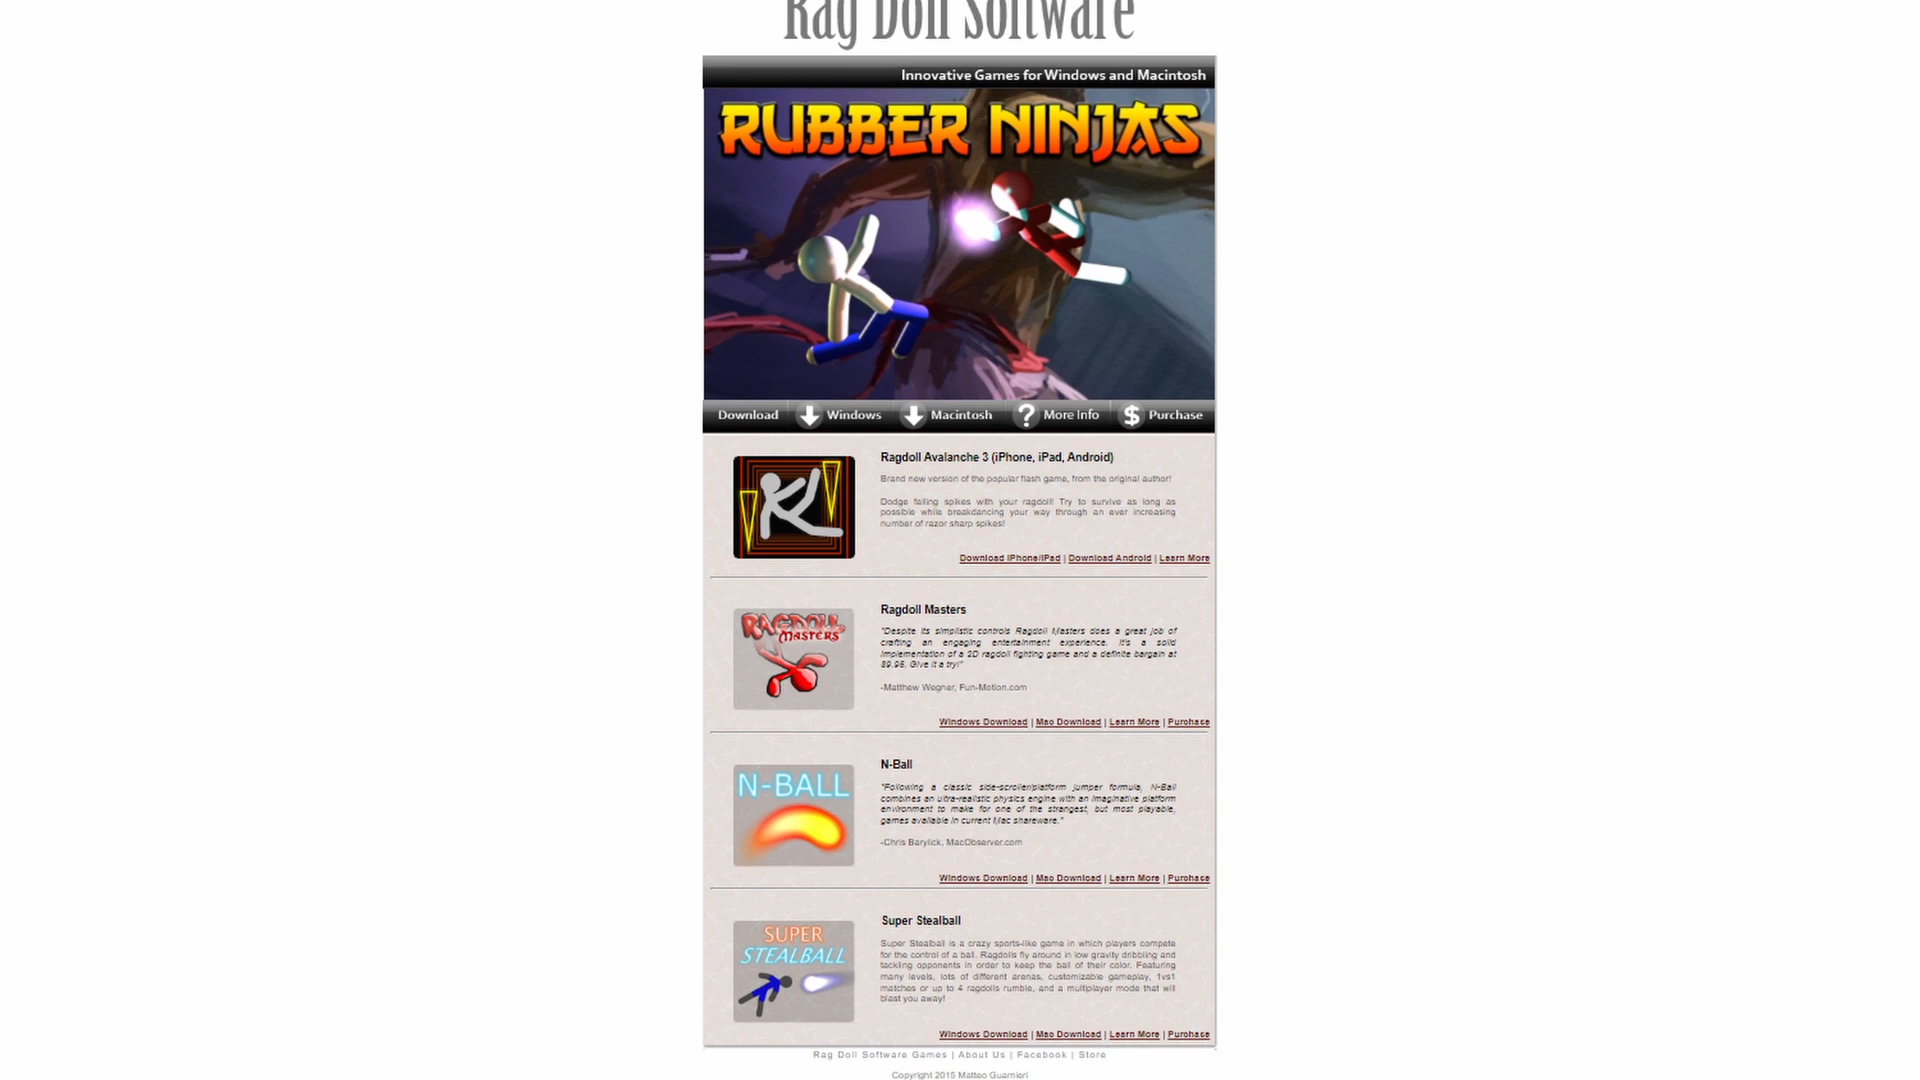 Rag Doll Software
Innovative Games for Windows and Macintosh
RUBBER NINJAS
Download Windows Macintosh ? More Info $ Purchase
Ragdoll Avalanche 3 (iPhone, iPad, Android)
Brand new version of the popular flash game, from the original author!
Dodge falling spikes with your ragdoll! Try to survive as long as
possible while breakdancing your way through an ever increasing
number of razor sharp spikes!
Download iPhone/iPad | Download Android | Learn More
RAGDOLL
MASTERS
Ragdoll Masters
"Despite its simplistic controls Ragdoll Masters does a great job of
crafting an engaging entertainment experience. It's a solid
implementation of a 2D ragdoll fighting game and a definite bargain at
$9.95. Give it a try!"
-Matthew Wegner, Fun-Motion.com
Windows Download | Mac Download | Learn More | Purchase
N-BALL
N-Ball
"Following a classic side-scroller/platform jumper formula, N-Ball
combines an ultra-realistic physics engine with an imaginative platform
environment to make for one of the strangest, but most playable,
games available in current Mac shareware."
-Chris Barylick, MacObserver.com
Windows Download | Mac Download | Learn More | Purchase
SUPER
STEALBALL
Super Stealball
Super Stealball is a crazy sports-like game in which players compete
for the control of a ball. Ragdolls fly around in low gravity dribbling and
tackling opponents in order to keep the ball of their color. Featuring
many levels, lots of different arenas, customizable gameplay, 1vs1
matches or up to 4 ragdolls rumble, and a multiplayer mode that will
blast you away!
Windows Download | Mac Download | Learn More | Purchase
Rag Doll Software Games | About Us | Facebook | Store
Copyright 2015 Matteo Guarnieri